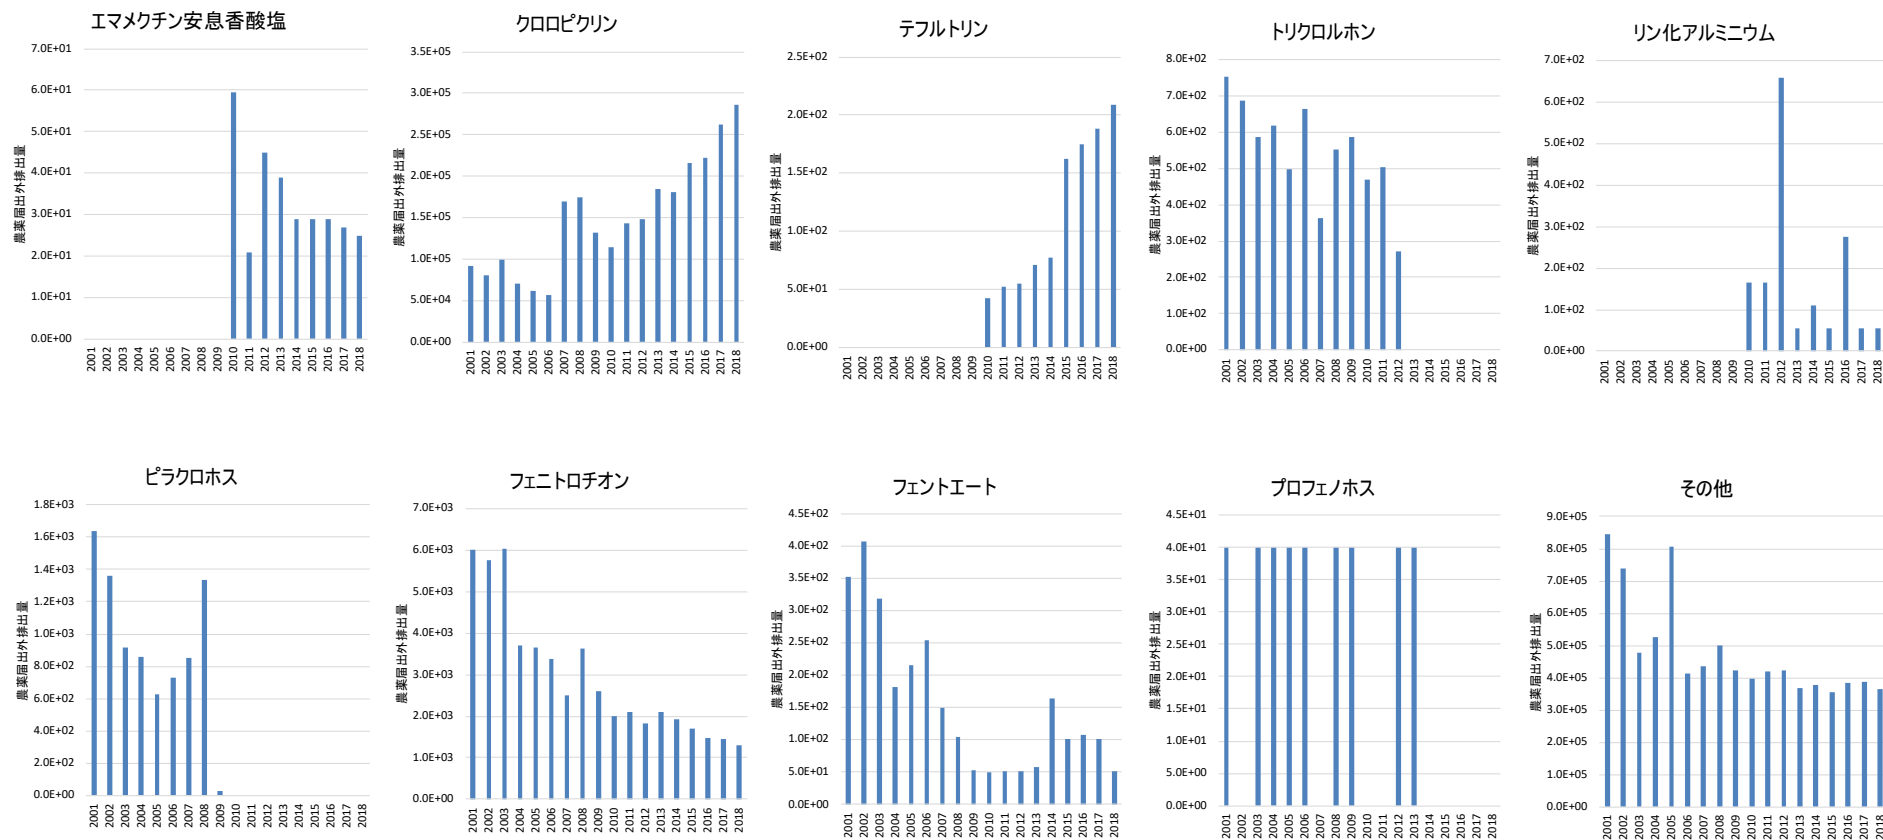 エマメクチン安息香酸塩
7.0E+01
6.0E+01
5.0E+01
4.0E+01
3.0E+01
2.0E+01
1.0E+01
0.0E+00
農薬届出外排出量
2001
2002
2003
2004
2005
2006
2007
2008
2009
2010
2011
2012
2013
2014
2015
2016
2017
2018
クロロピクリン
3.5E+05
3.0E+05
2.5E+05
2.0E+05
1.5E+05
1.0E+05
5.0E+04
0.0E+00
農薬届出外排出量
2001
2002
2003
2004
2005
2006
2007
2008
2009
2010
2011
2012
2013
2014
2015
2016
2017
2018
テフルトリン
2.5E+02
2.0E+02
1.5E+02
1.0E+02
5.0E+01
0.0E+00
農薬届出外排出量
2001
2002
2003
2004
2005
2006
2007
2008
2009
2010
2011
2012
2013
2014
2015
2016
2017
2018
トリクロルホン
8.0E+02
7.0E+02
6.0E+02
5.0E+02
4.0E+02
3.0E+02
2.0E+02
1.0E+02
0.0E+00
農薬届出外排出量
2001
2002
2003
2004
2005
2006
2007
2008
2009
2010
2011
2012
2013
2014
2015
2016
2017
2018
リン化アルミニウム
7.0E+02
6.0E+02
5.0E+02
4.0E+02
3.0E+02
2.0E+02
1.0E+02
0.0E+00
農薬届出外排出量
2001
2002
2003
2004
2005
2006
2007
2008
2009
2010
2011
2012
2013
2014
2015
2016
2017
2018
ピラクロホス
1.8E+03
1.6E+03
1.4E+03
1.2E+03
1.0E+03
8.0E+02
6.0E+02
4.0E+02
2.0E+02
0.0E+00
農薬届出外排出量
2001
2002
2003
2004
2005
2006
2007
2008
2009
2010
2011
2012
2013
2014
2015
2016
2017
2018
フェニトロチオン
7.0E+03
6.0E+03
5.0E+03
4.0E+03
3.0E+03
2.0E+03
1.0E+03
0.0E+00
農薬届出外排出量
2001
2002
2003
2004
2005
2006
2007
2008
2009
2010
2011
2012
2013
2014
2015
2016
2017
2018
フェントエート
4.5E+02
4.0E+02
3.5E+02
3.0E+02
2.5E+02
2.0E+02
1.5E+02
1.0E+02
5.0E+01
0.0E+00
農薬届出外排出量
2001
2002
2003
2004
2005
2006
2007
2008
2009
2010
2011
2012
2013
2014
2015
2016
2017
2018
プロフェノホス
4.5E+01
4.0E+01
3.5E+01
3.0E+01
2.5E+01
2.0E+01
1.5E+01
1.0E+01
5.0E+00
0.0E+00
農薬届出外排出量
2001
2002
2003
2004
2005
2006
2007
2008
2009
2010
2011
2012
2013
2014
2015
2016
2017
2018
その他
9.0E+05
8.0E+05
7.0E+05
6.0E+05
5.0E+05
4.0E+05
3.0E+05
2.0E+05
1.0E+05
0.0E+00
農薬届出外排出量
2001
2002
2003
2004
2005
2006
2007
2008
2009
2010
2011
2012
2013
2014
2015
2016
2017
2018